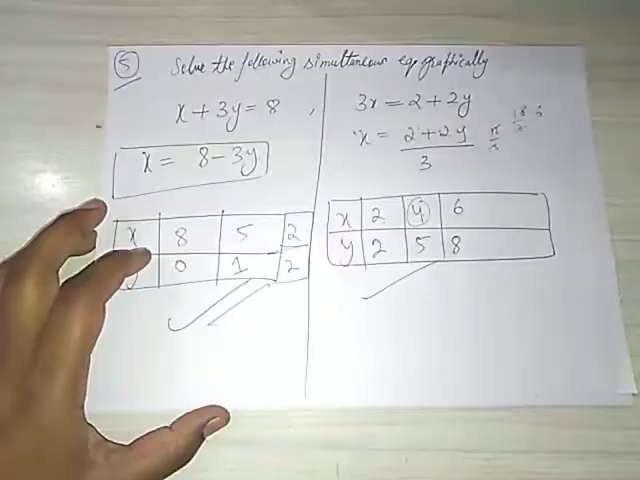 5 Solve the following simultaneous eq graphically
x + 3y = 8 ,
x = 8 - 3y
x 8 5 2
0 1 2
3x = 2 + 2y
x = 2 + 2y / 3
x 2 4 6
y 2 5 8